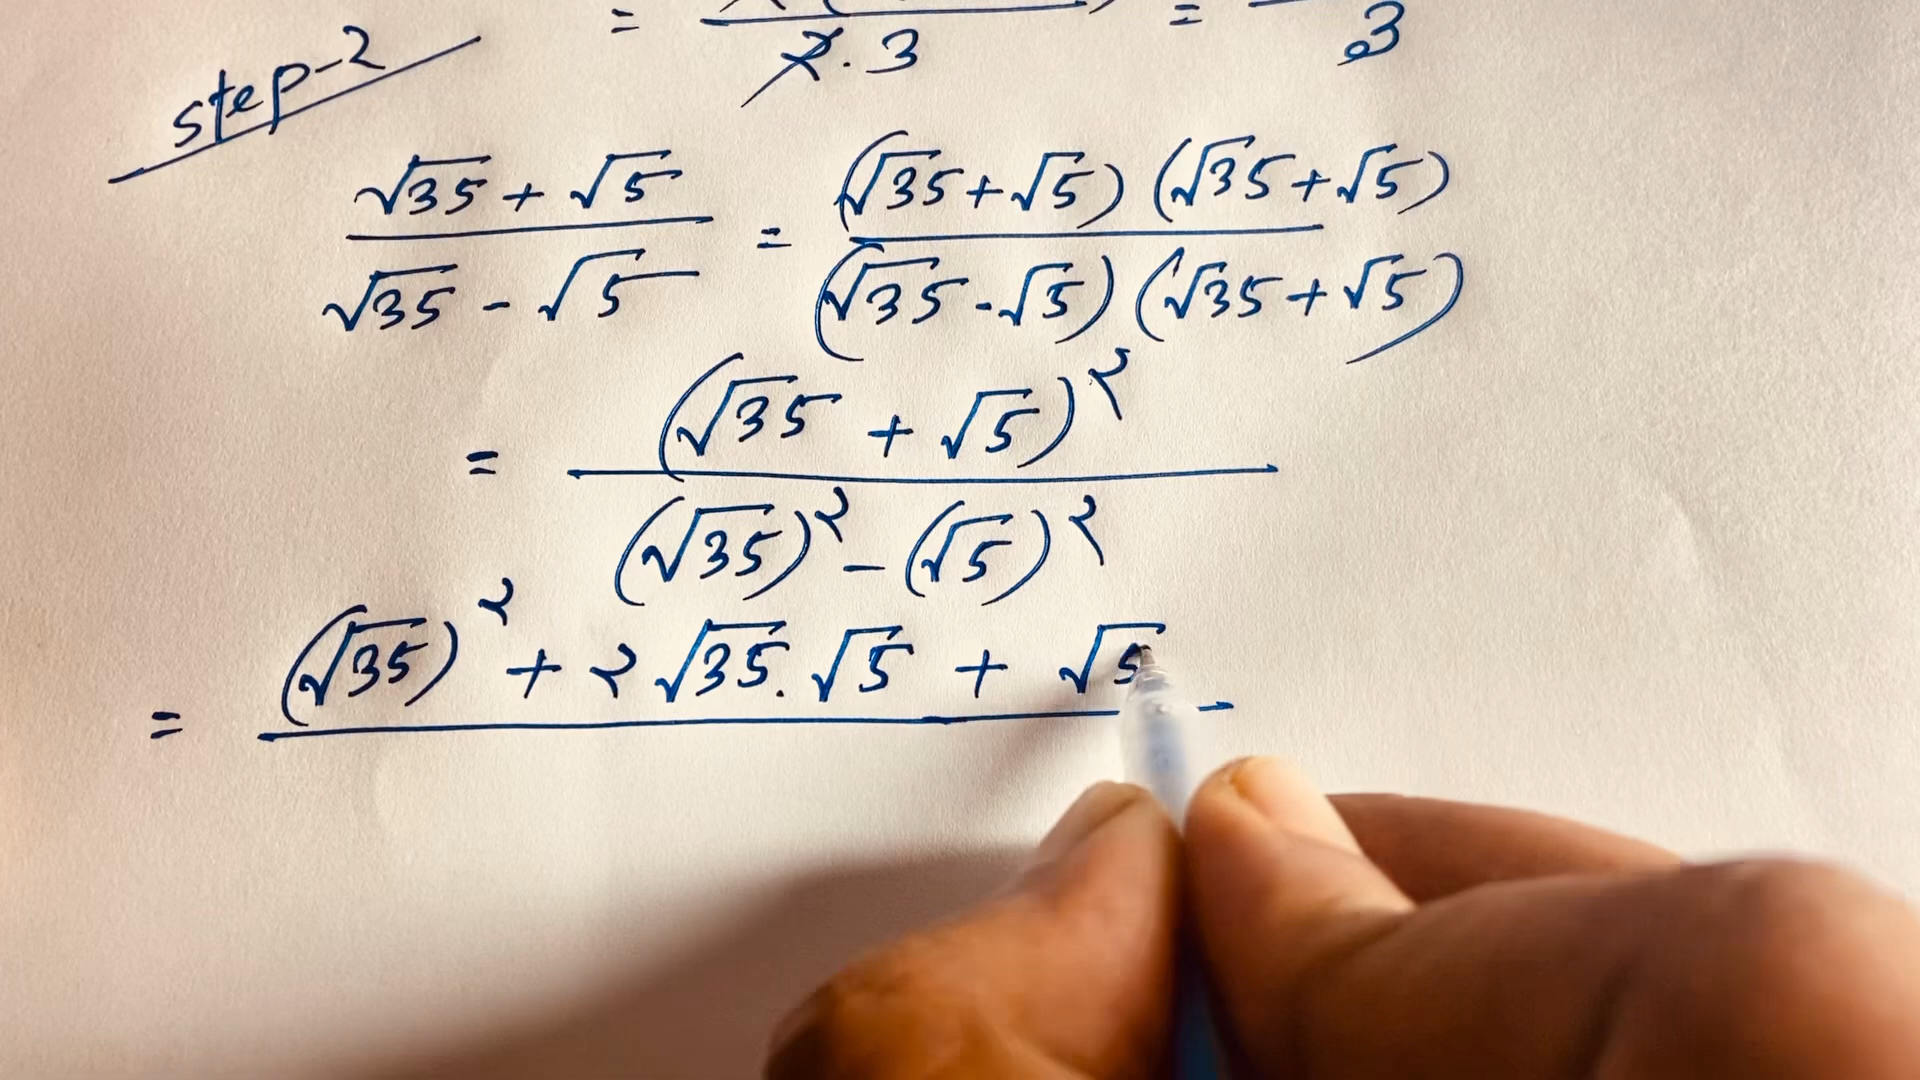 = / 2 . 3 = / 3
step-2
(√35 + √5) / (√35 - √5) = (√35 + √5) (√35 + √5) / (√35 - √5) (√35 + √5)
= (√35 + √5)² / (√35)² - (√5)²
= (√35)² + 2 √35 . √5 + √5